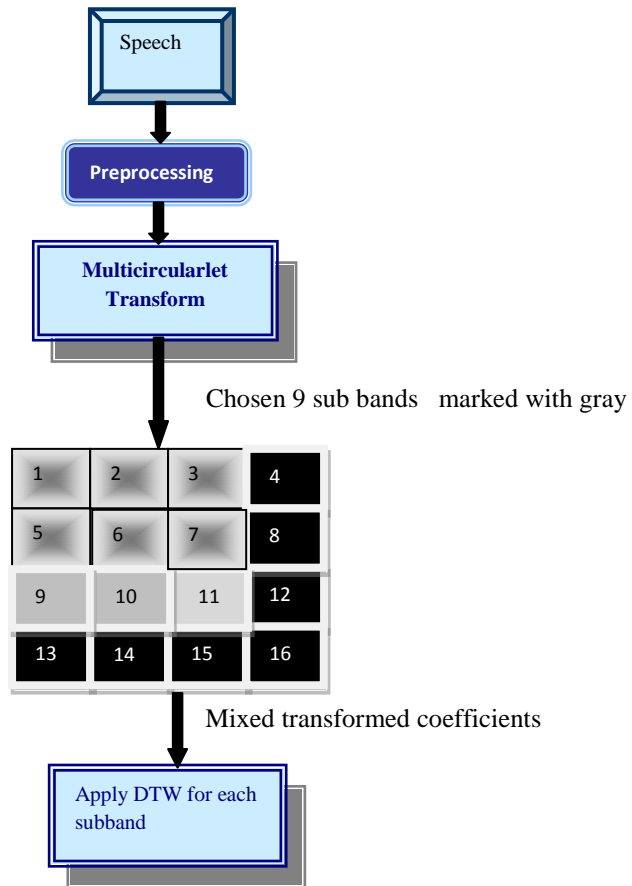 Speech
Preprocessing
Multicircularlet
Transform
Chosen 9 sub bands   marked with gray
1 2 3 4
5 6 7 8
9 10 11 12
13 14 15 16
Mixed transformed coefficients
Apply DTW for each
subband